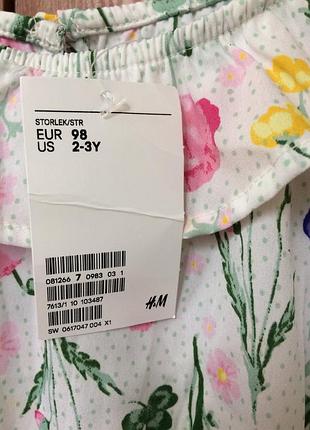 STORLEK/STR
EUR 98
US 2-3Y
081266 7 0983 03 1
7613/1 10 103487
H&M
SW 0617047 004 X1